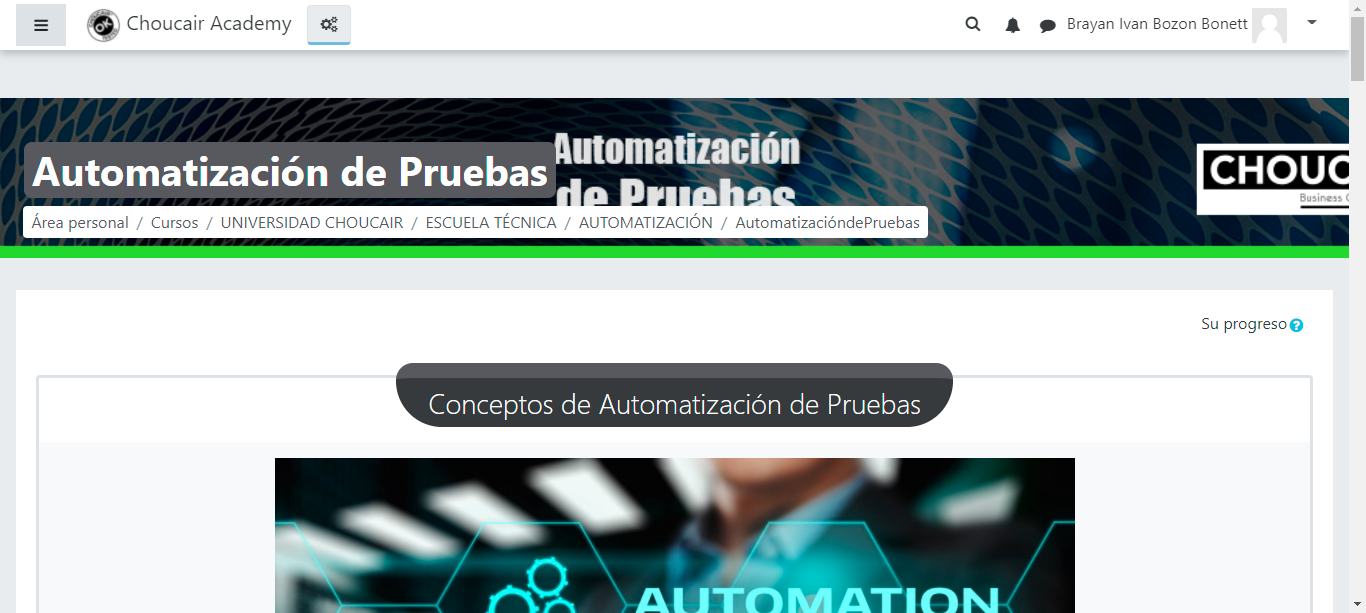 Choucair Academy
Brayan Ivan Bozon Bonett
Automatización
de Pruebas
Automatización de Pruebas
CHOUC
Business
Área personal / Cursos / UNIVERSIDAD CHOUCAIR / ESCUELA TÉCNICA / AUTOMATIZACIÓN / AutomatizacióndePruebas
Su progreso
Conceptos de Automatización de Pruebas
AUTOMATION